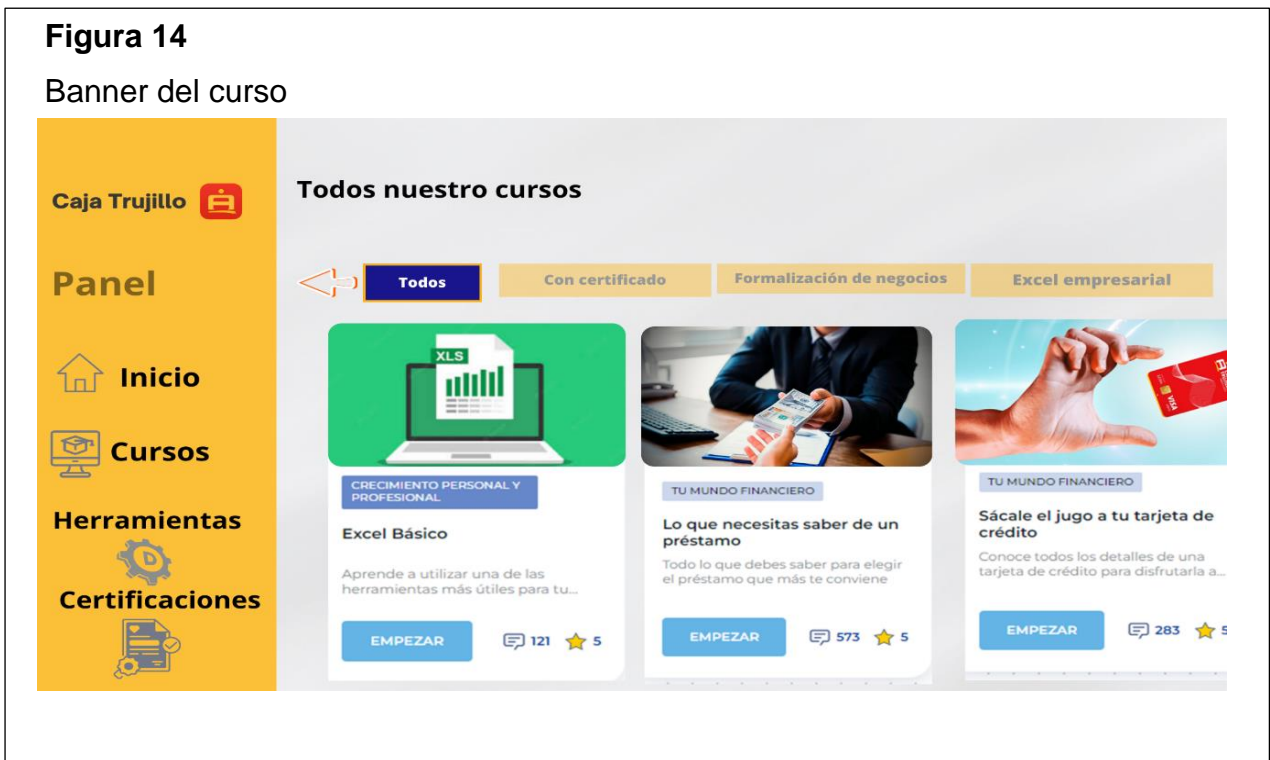 Figura 14
Banner del curso
Caja Trujillo
Panel
Inicio
Cursos
Herramientas
D
Certificaciones
Todos nuestro cursos
Todos
Con certificado
Formalización de negocios
Excel empresarial
XLS
CRECIMIENTO PERSONAL Y
PROFESIONAL
Excel Básico
Aprende a utilizar una de las
herramientas más útiles para tu...
EMPEZAR
121
5
TU MUNDO FINANCIERO
Lo que necesitas saber de un
préstamo
Todo lo que debes saber para elegir
el préstamo que más te conviene
EMPEZAR
573
5
VISA
TU MUNDO FINANCIERO
Sácale el jugo a tu tarjeta de
crédito
Conoce todos los detalles de una
tarjeta de crédito para disfrutarla a...
EMPEZAR
283
5